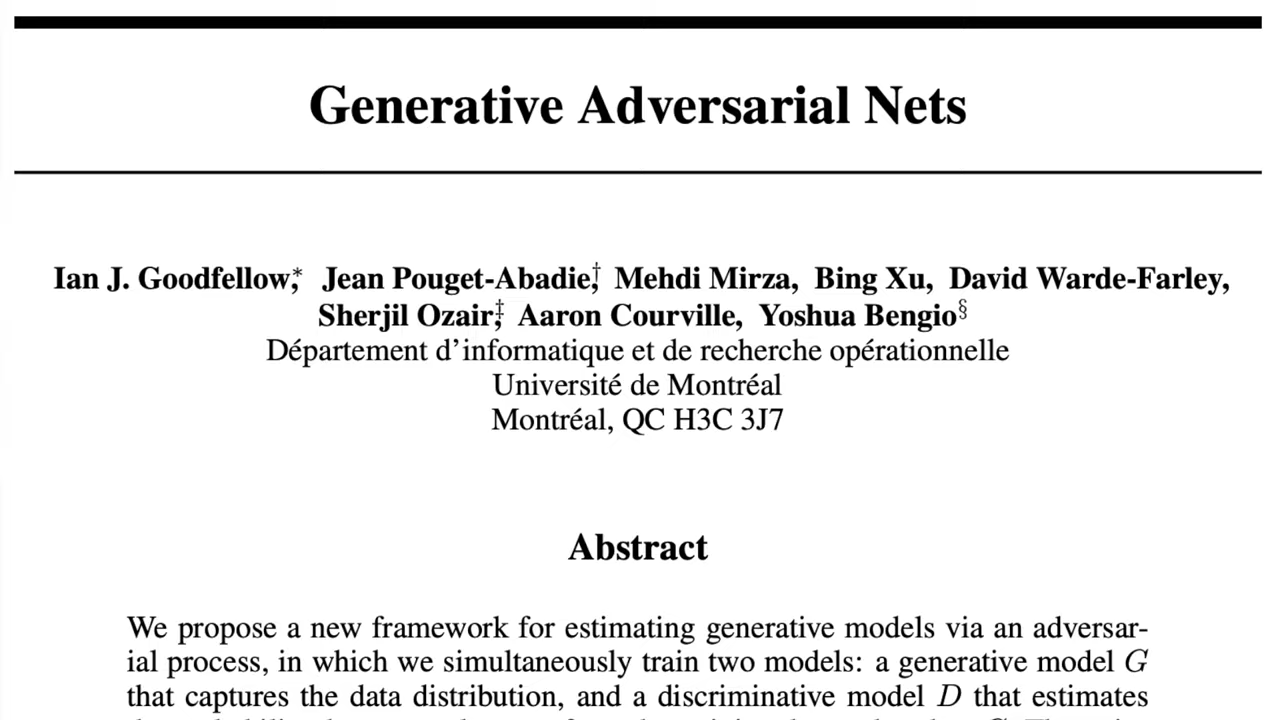 Generative Adversarial Nets
Ian J. Goodfellow,* Jean Pouget-Abadie,† Mehdi Mirza, Bing Xu, David Warde-Farley,
Sherjil Ozair,‡ Aaron Courville, Yoshua Bengio§
Département d'informatique et de recherche opérationnelle
Université de Montréal
Montréal, QC H3C 3J7
Abstract
We propose a new framework for estimating generative models via an adversar-
ial process, in which we simultaneously train two models: a generative model G
that captures the data distribution, and a discriminative model D that estimates